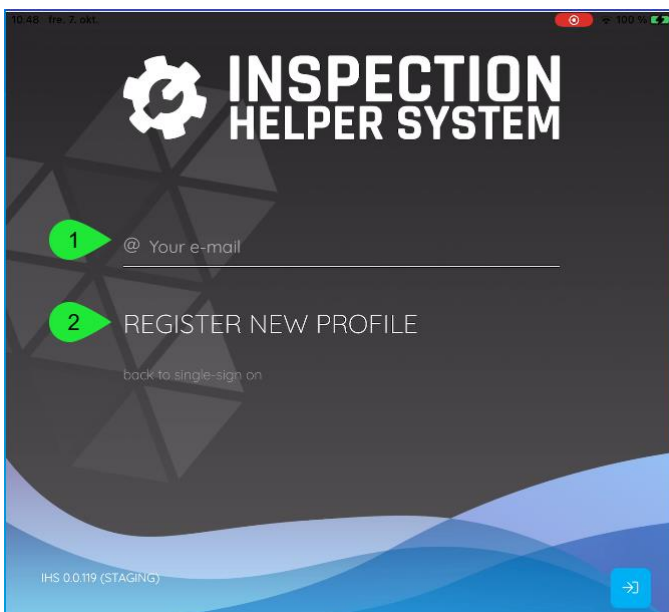 10:48 fre. 7. okt.
100 %
INSPECTION
HELPER SYSTEM
1
@ Your e-mail
2
REGISTER NEW PROFILE
back to single-sign on
IHS 0.0.119 (STAGING)